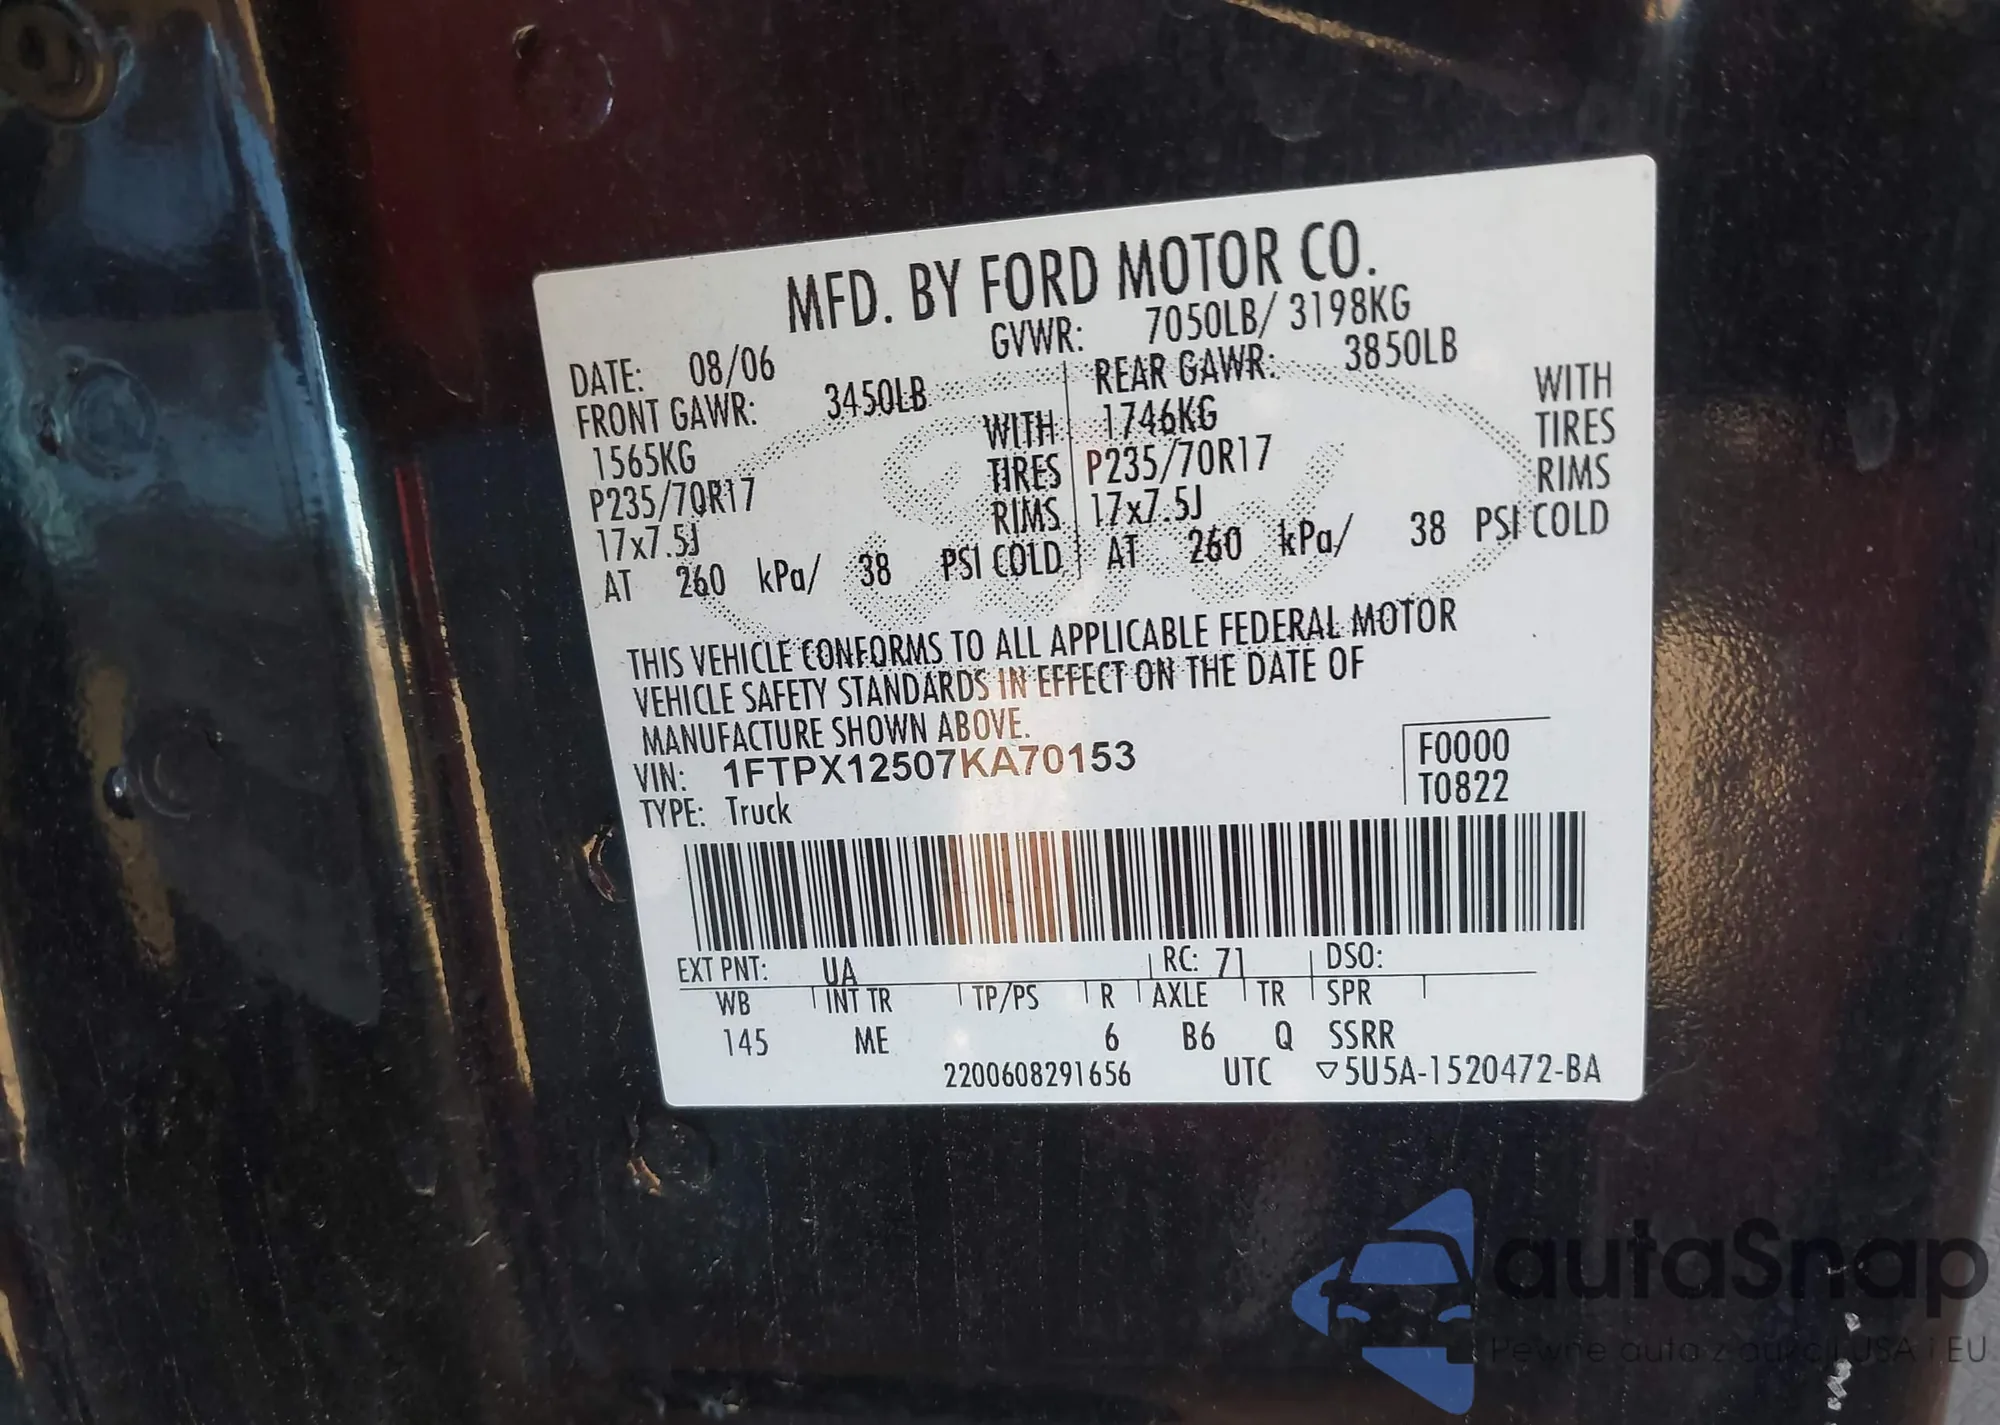 MFD. BY FORD MOTOR CO.
DATE: 08/06 GVWR: 7050LB/ 3198KG
FRONT GAWR: 3450LB REAR GAWR: 3850LB
1565KG WITH 1746KG WITH
P235/70R17 TIRES P235/70R17 TIRES
17x7.5J RIMS 17x7.5J RIMS
AT 260 kPa/ 38 PSI COLD AT 260 kPa/ 38 PSI COLD
THIS VEHICLE CONFORMS TO ALL APPLICABLE FEDERAL MOTOR
VEHICLE SAFETY STANDARDS IN EFFECT ON THE DATE OF
MANUFACTURE SHOWN ABOVE.
VIN: 1FTPX12507KA70153 F0000
TYPE: Truck T0822
EXT PNT: UA RC: 71 DSO:
WB INT TR TP/PS R AXLE TR SPR
145 ME 6 B6 Q SSRR
2200608291656 UTC ▽5U5A-1520472-BA
autaSnap
Pewne auta z aukcji USA i EU